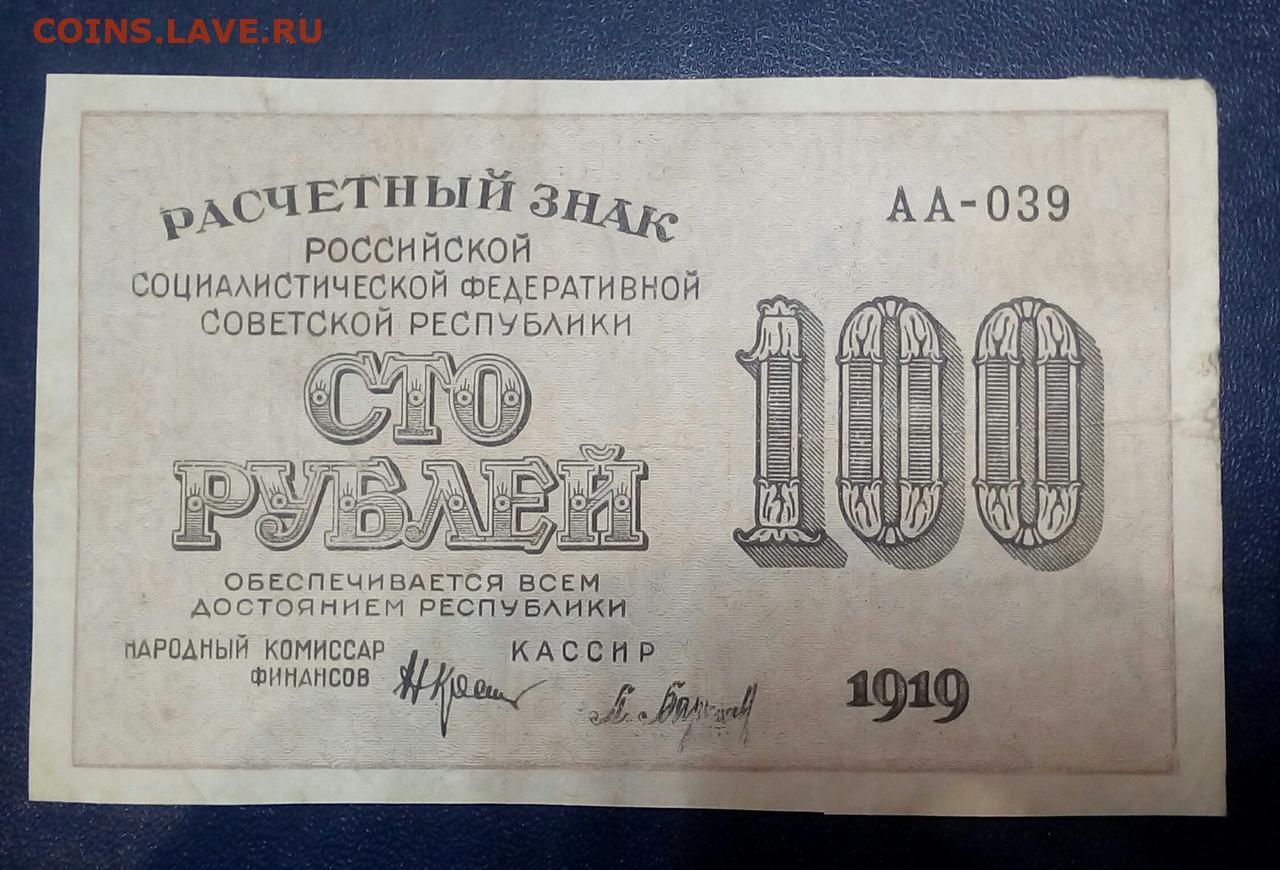 COINS.LAVE.RU
РАСЧЕТНЫЙ ЗНАК
РОССИЙСКОЙ
СОЦИАЛИСТИЧЕСКОЙ ФЕДЕРАТИВНОЙ
СОВЕТСКОЙ РЕСПУБЛИКИ
СТО
РУБЛЕЙ
ОБЕСПЕЧИВАЕТСЯ ВСЕМ
ДОСТОЯНИЕМ РЕСПУБЛИКИ
НАРОДНЫЙ КОМИССАР
ФИНАНСОВ
КАССИР
АА-039
100
1919